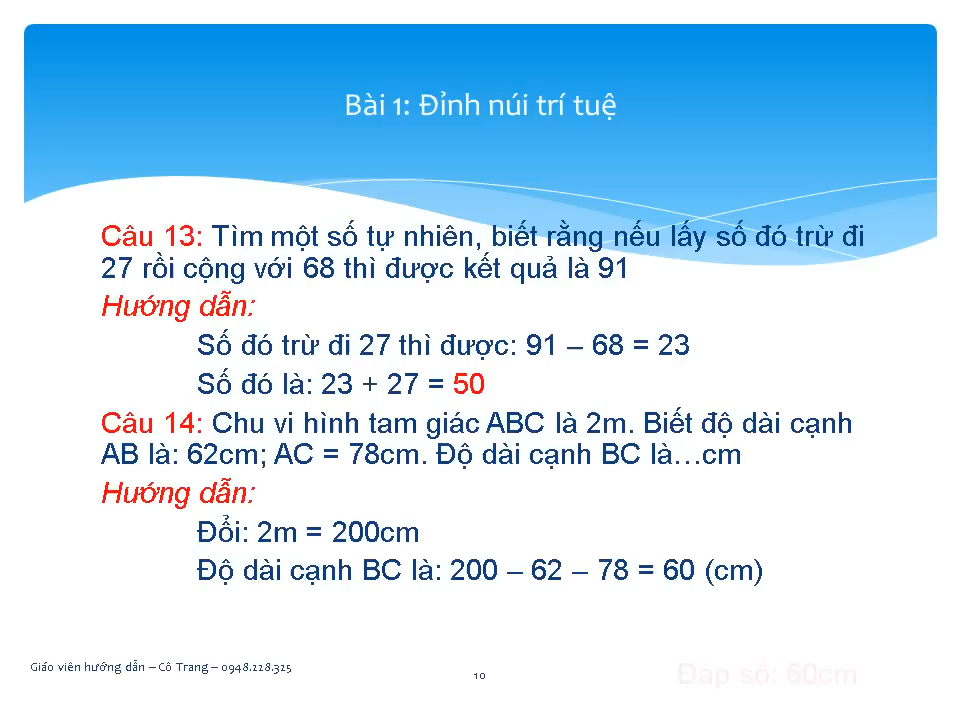 Bài 1: Đỉnh núi trí tuệ
Câu 13: Tìm một số tự nhiên, biết rằng nếu lấy số đó trừ đi
27 rồi cộng với 68 thì được kết quả là 91
Hướng dẫn:
Số đó trừ đi 27 thì được: 91 – 68 = 23
Số đó là: 23 + 27 = 50
Câu 14: Chu vi hình tam giác ABC là 2m. Biết độ dài cạnh
AB là: 62cm; AC = 78cm. Độ dài cạnh BC là…cm
Hướng dẫn:
Đổi: 2m = 200cm
Độ dài cạnh BC là: 200 – 62 – 78 = 60 (cm)
Giáo viên hướng dẫn – Cô Trang – 0948.228.325
10
Đap số: 60cm